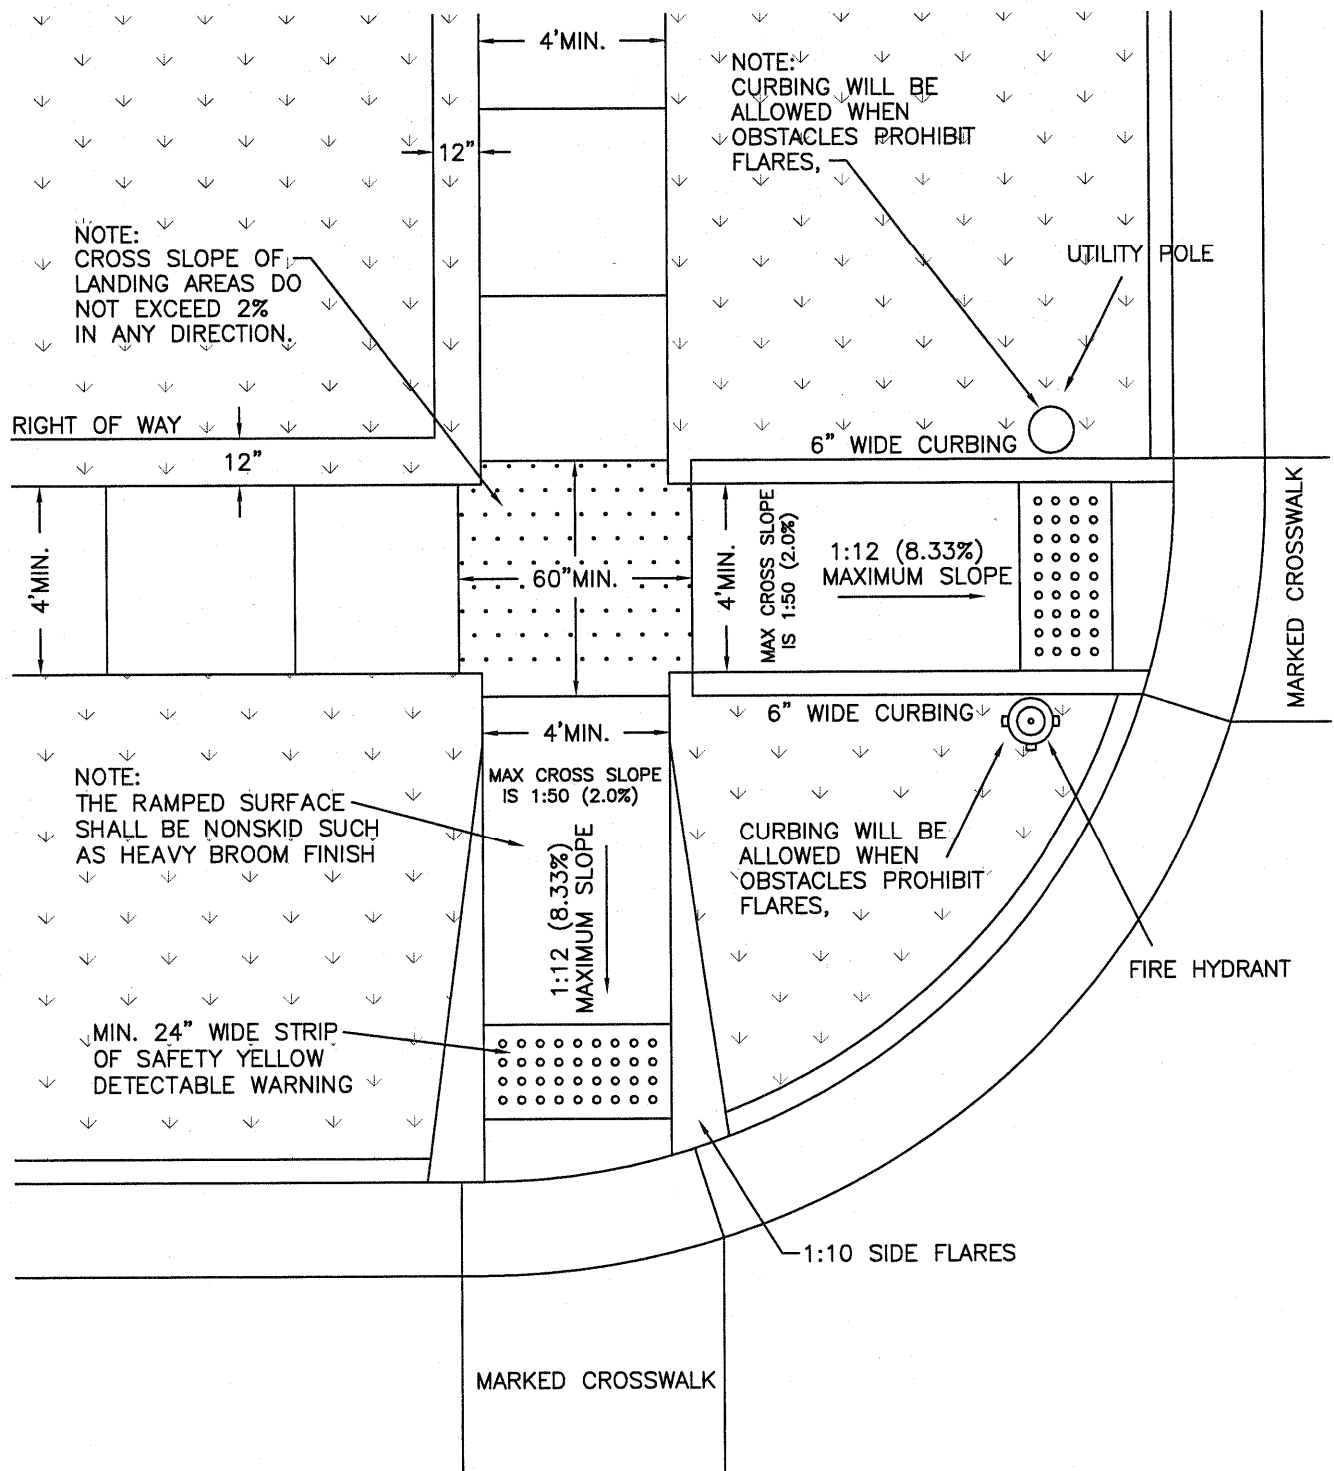 4'MIN.
NOTE:
CURBING WILL BE
ALLOWED WHEN
OBSTACLES PROHIBIT
FLARES,
12"
NOTE:
CROSS SLOPE OF
LANDING AREAS DO
NOT EXCEED 2%
IN ANY DIRECTION.
UTILITY POLE
RIGHT OF WAY
12"
6" WIDE CURBING
4'MIN.
60"MIN.
4'MIN.
MAX CROSS SLOPE
IS 1:50 (2.0%)
1:12 (8.33%)
MAXIMUM SLOPE
MARKED CROSSWALK
6" WIDE CURBING
4'MIN.
MAX CROSS SLOPE
IS 1:50 (2.0%)
NOTE:
THE RAMPED SURFACE
SHALL BE NONSKID SUCH
AS HEAVY BROOM FINISH
1:12 (8.33%)
MAXIMUM SLOPE
CURBING WILL BE
ALLOWED WHEN
OBSTACLES PROHIBIT
FLARES,
FIRE HYDRANT
MIN. 24" WIDE STRIP
OF SAFETY YELLOW
DETECTABLE WARNING
1:10 SIDE FLARES
MARKED CROSSWALK